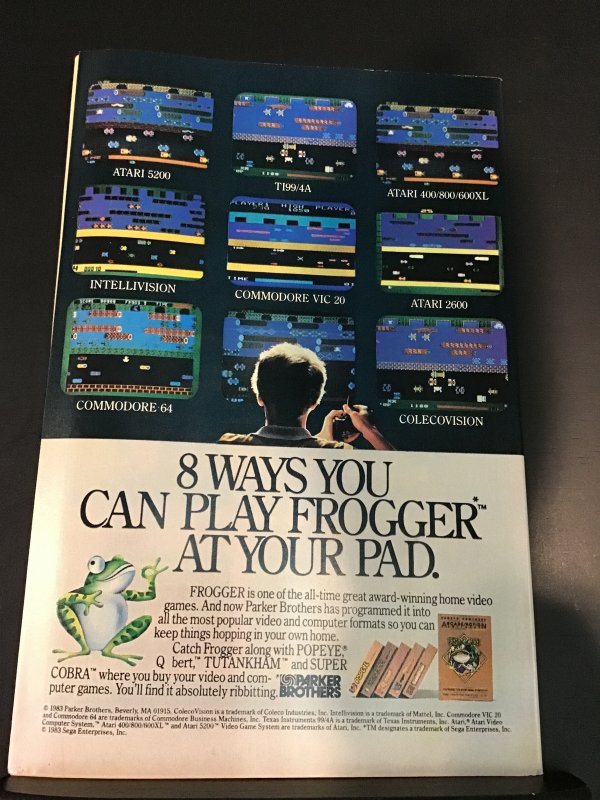 ATARI 5200
TI99/4A
ATARI 400/800/600XL
PLAYER2 HIGH PLAYER
INTELLIVISION
COMMODORE VIC 20
ATARI 2600
TIME
COMMODORE 64
COLECOVISION
8 WAYS YOU
CAN PLAY FROGGER*™
AT YOUR PAD.
FROGGER is one of the all-time great award-winning home video
games. And now Parker Brothers has programmed it into
all the most popular video and computer formats so you can
keep things hopping in your own home.
Catch Frogger along with POPEYE,®
Q bert,™ TUTANKHAM™ and SUPER
COBRA™ where you buy your video and com-
puter games. You'll find it absolutely ribbitting.
PARKER
BROTHERS
© 1983 Parker Brothers, Beverly, MA 01915. ColecoVision is a trademark of Coleco Industries, Inc. Intellivision is a trademark of Mattel, Inc. Commodore VIC 20
and Commodore 64 are trademarks of Commodore Business Machines, Inc. Texas Instruments 99/4A is a trademark of Texas Instruments, Inc. Atari,® Atari Video
Computer System,™ Atari 400/800/600XL™ and Atari 5200™ Video Game System are trademarks of Atari, Inc. *TM designates a trademark of Sega Enterprises, Inc.
© 1983 Sega Enterprises, Inc.